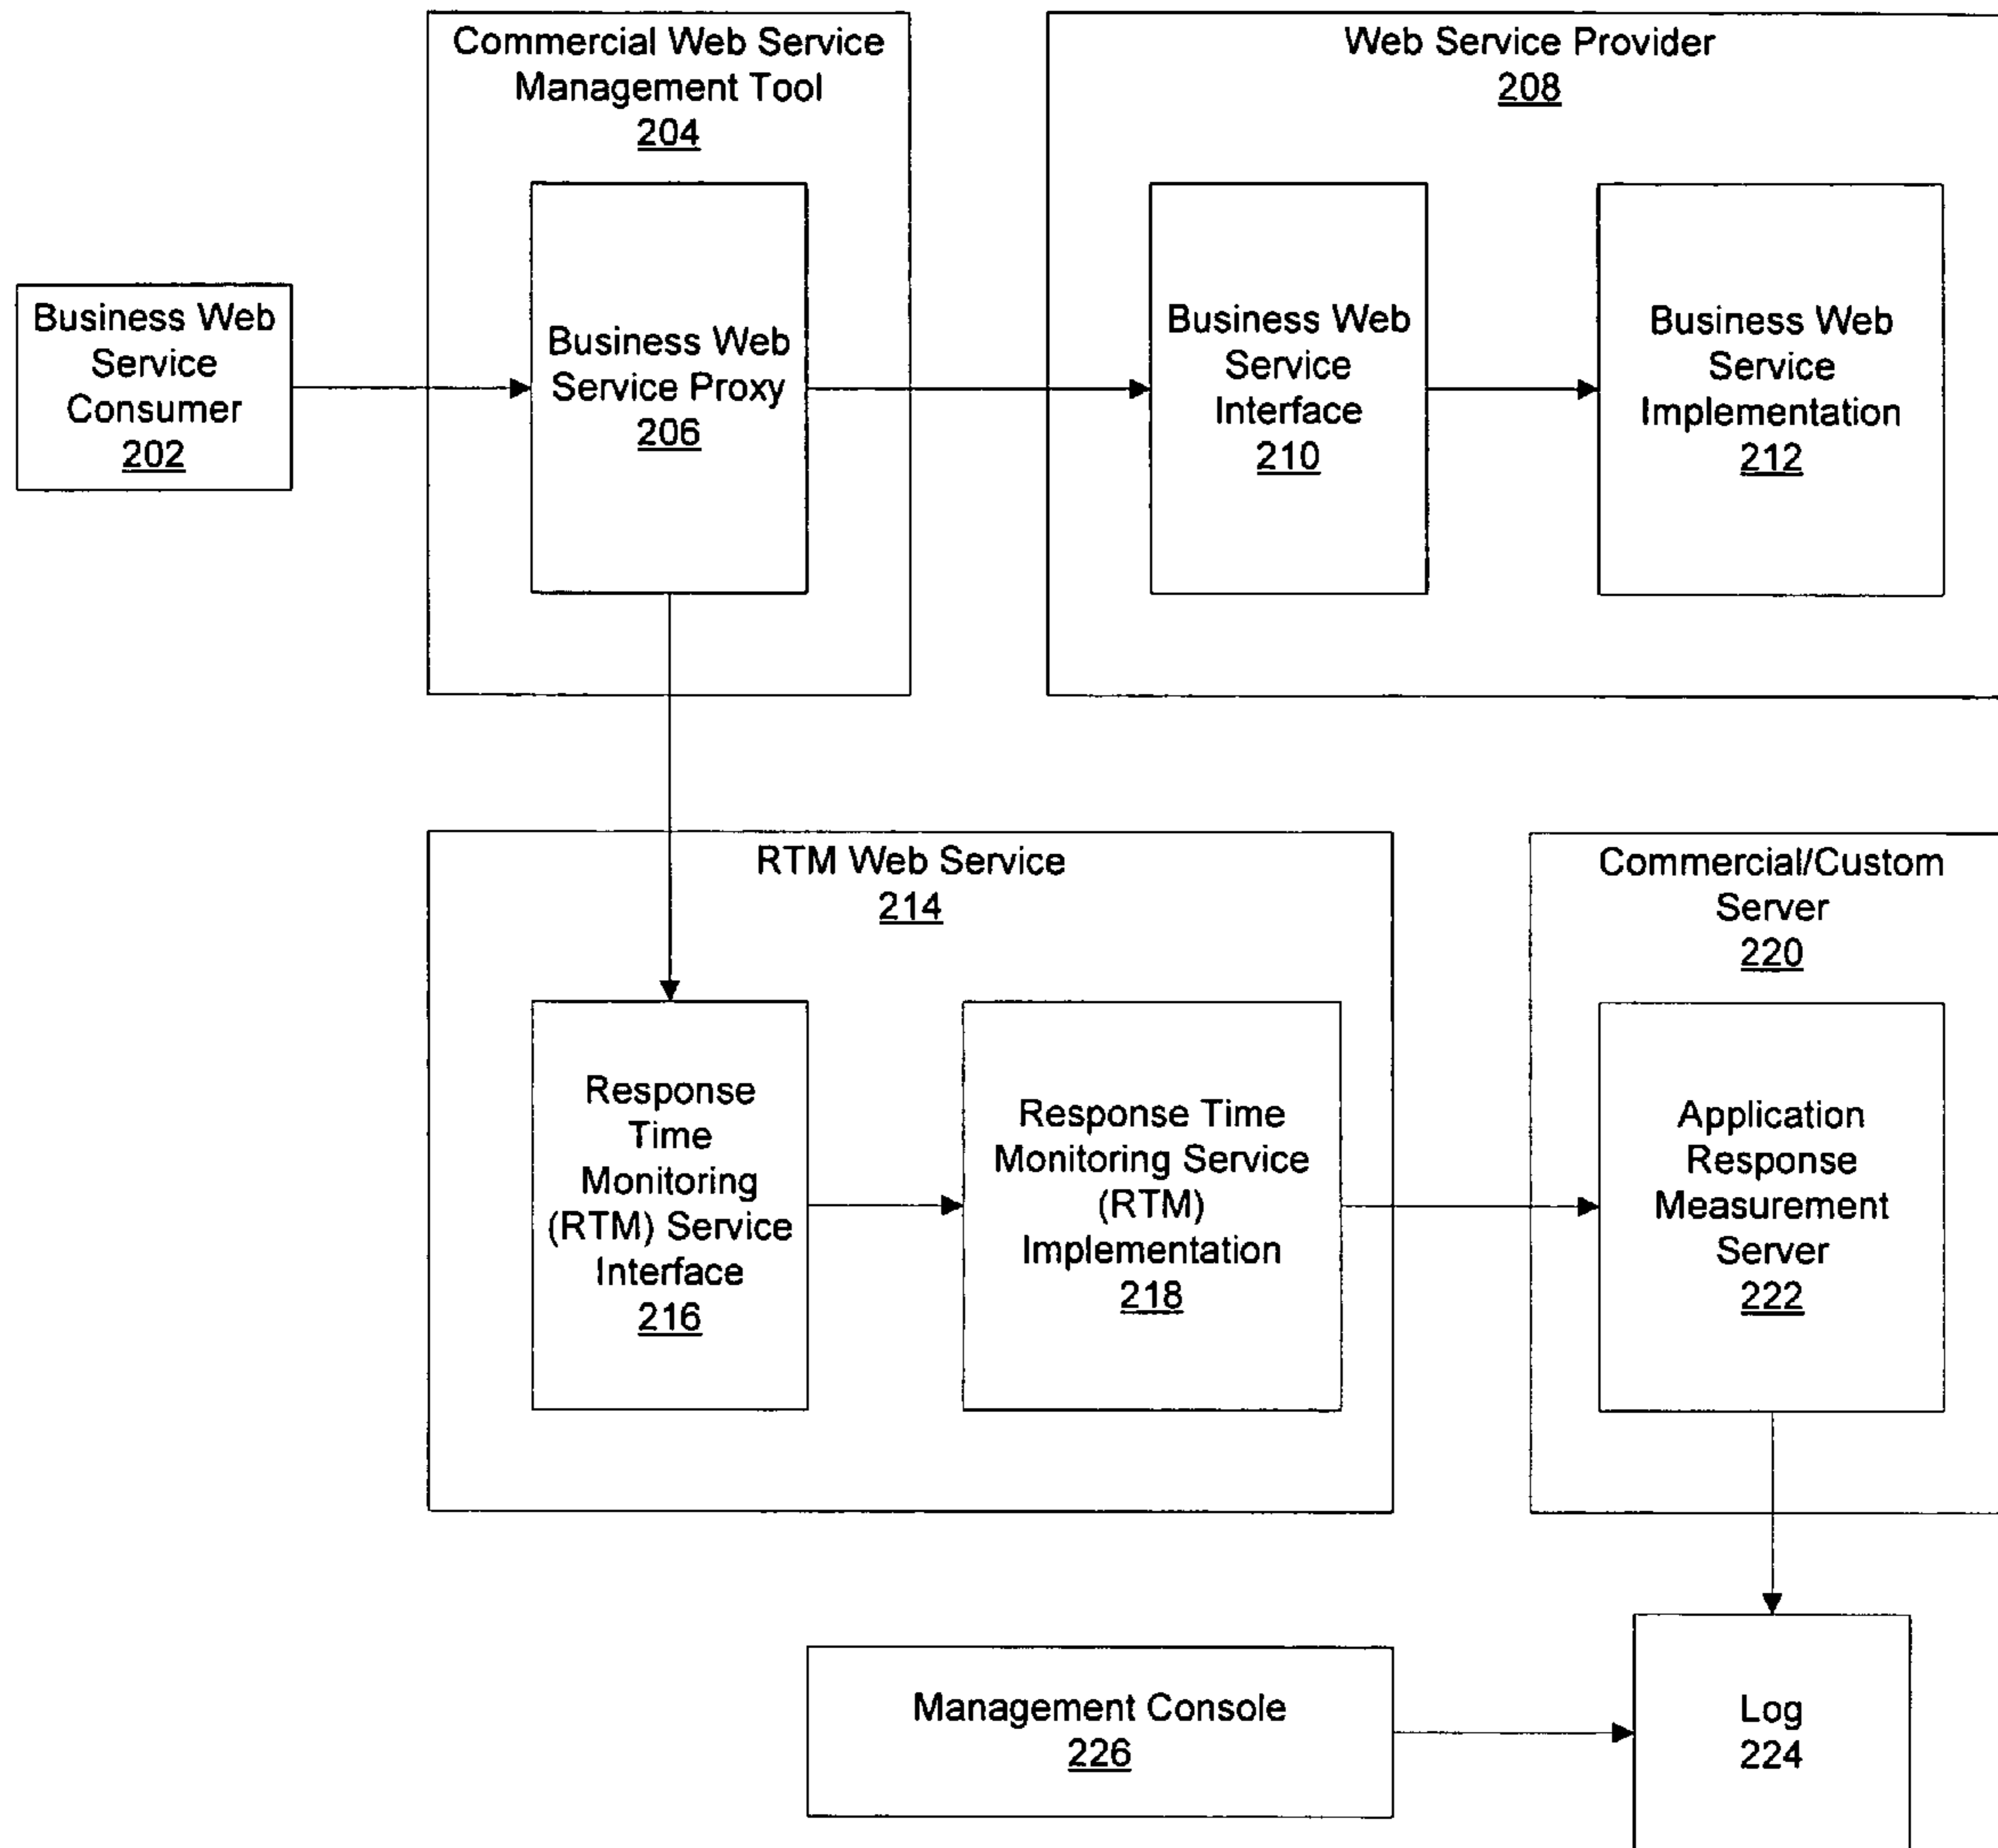 Commercial Web Service
Management Tool
204
Web Service Provider
208
Business Web
Service
Consumer
202
Business Web
Service Proxy
206
Business Web
Service
Interface
210
Business Web
Service
Implementation
212
RTM Web Service
214
Commercial/Custom
Server
220
Response
Time
Monitoring
(RTM) Service
Interface
216
Response Time
Monitoring Service
(RTM)
Implementation
218
Application
Response
Measurement
Server
222
Management Console
226
Log
224